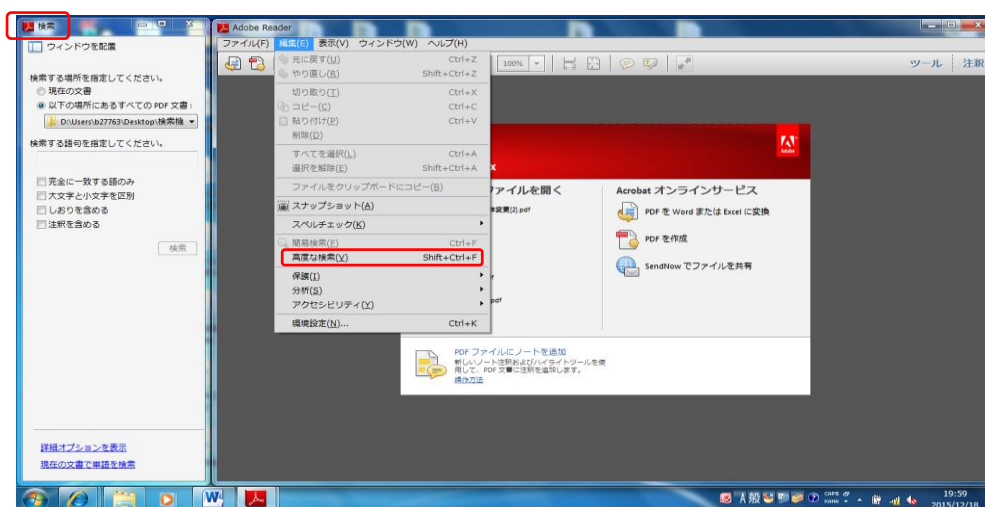 検索
ウィンドウを配置
検索する場所を指定してください。
現在の文書
以下の場所にあるすべての PDF 文書:
D:\Users\b27763\Desktop\検索機
検索する語句を指定してください。
完全に一致する語のみ
大文字と小文字を区別
しおりを含める
注釈を含める
検索
詳細オプションを表示
現在の文書で単語を検索
Adobe Reader
ファイル(F) 編集(E) 表示(V) ウィンドウ(W) ヘルプ(H)
100%
ツール 注釈
元に戻す(U) Ctrl+Z
やり直し(R) Shift+Ctrl+Z
切り取り(T) Ctrl+X
コピー(C) Ctrl+C
貼り付け(P) Ctrl+V
削除(D)
すべてを選択(L) Ctrl+A
選択を解除(E) Shift+Ctrl+A
ファイルをクリップボードにコピー(B)
スナップショット(A)
スペルチェック(K)
簡易検索(F) Ctrl+F
高度な検索(V) Shift+Ctrl+F
保護(I)
分析(S)
アクセシビリティ(Y)
環境設定(N)... Ctrl+K
Adobe
X
ァイルを開く
変更[2].pdf
pdf
Acrobat オンラインサービス
PDF を Word または Excel に変換
PDF を作成
SendNow でファイルを共有
PDF ファイルにノートを追加
新しいノート注釈およびハイライトツールを使
用して、PDF 文書に注釈を追加します。
操作方法
A 般
CAPS
KANA
19:59
2015/12/18